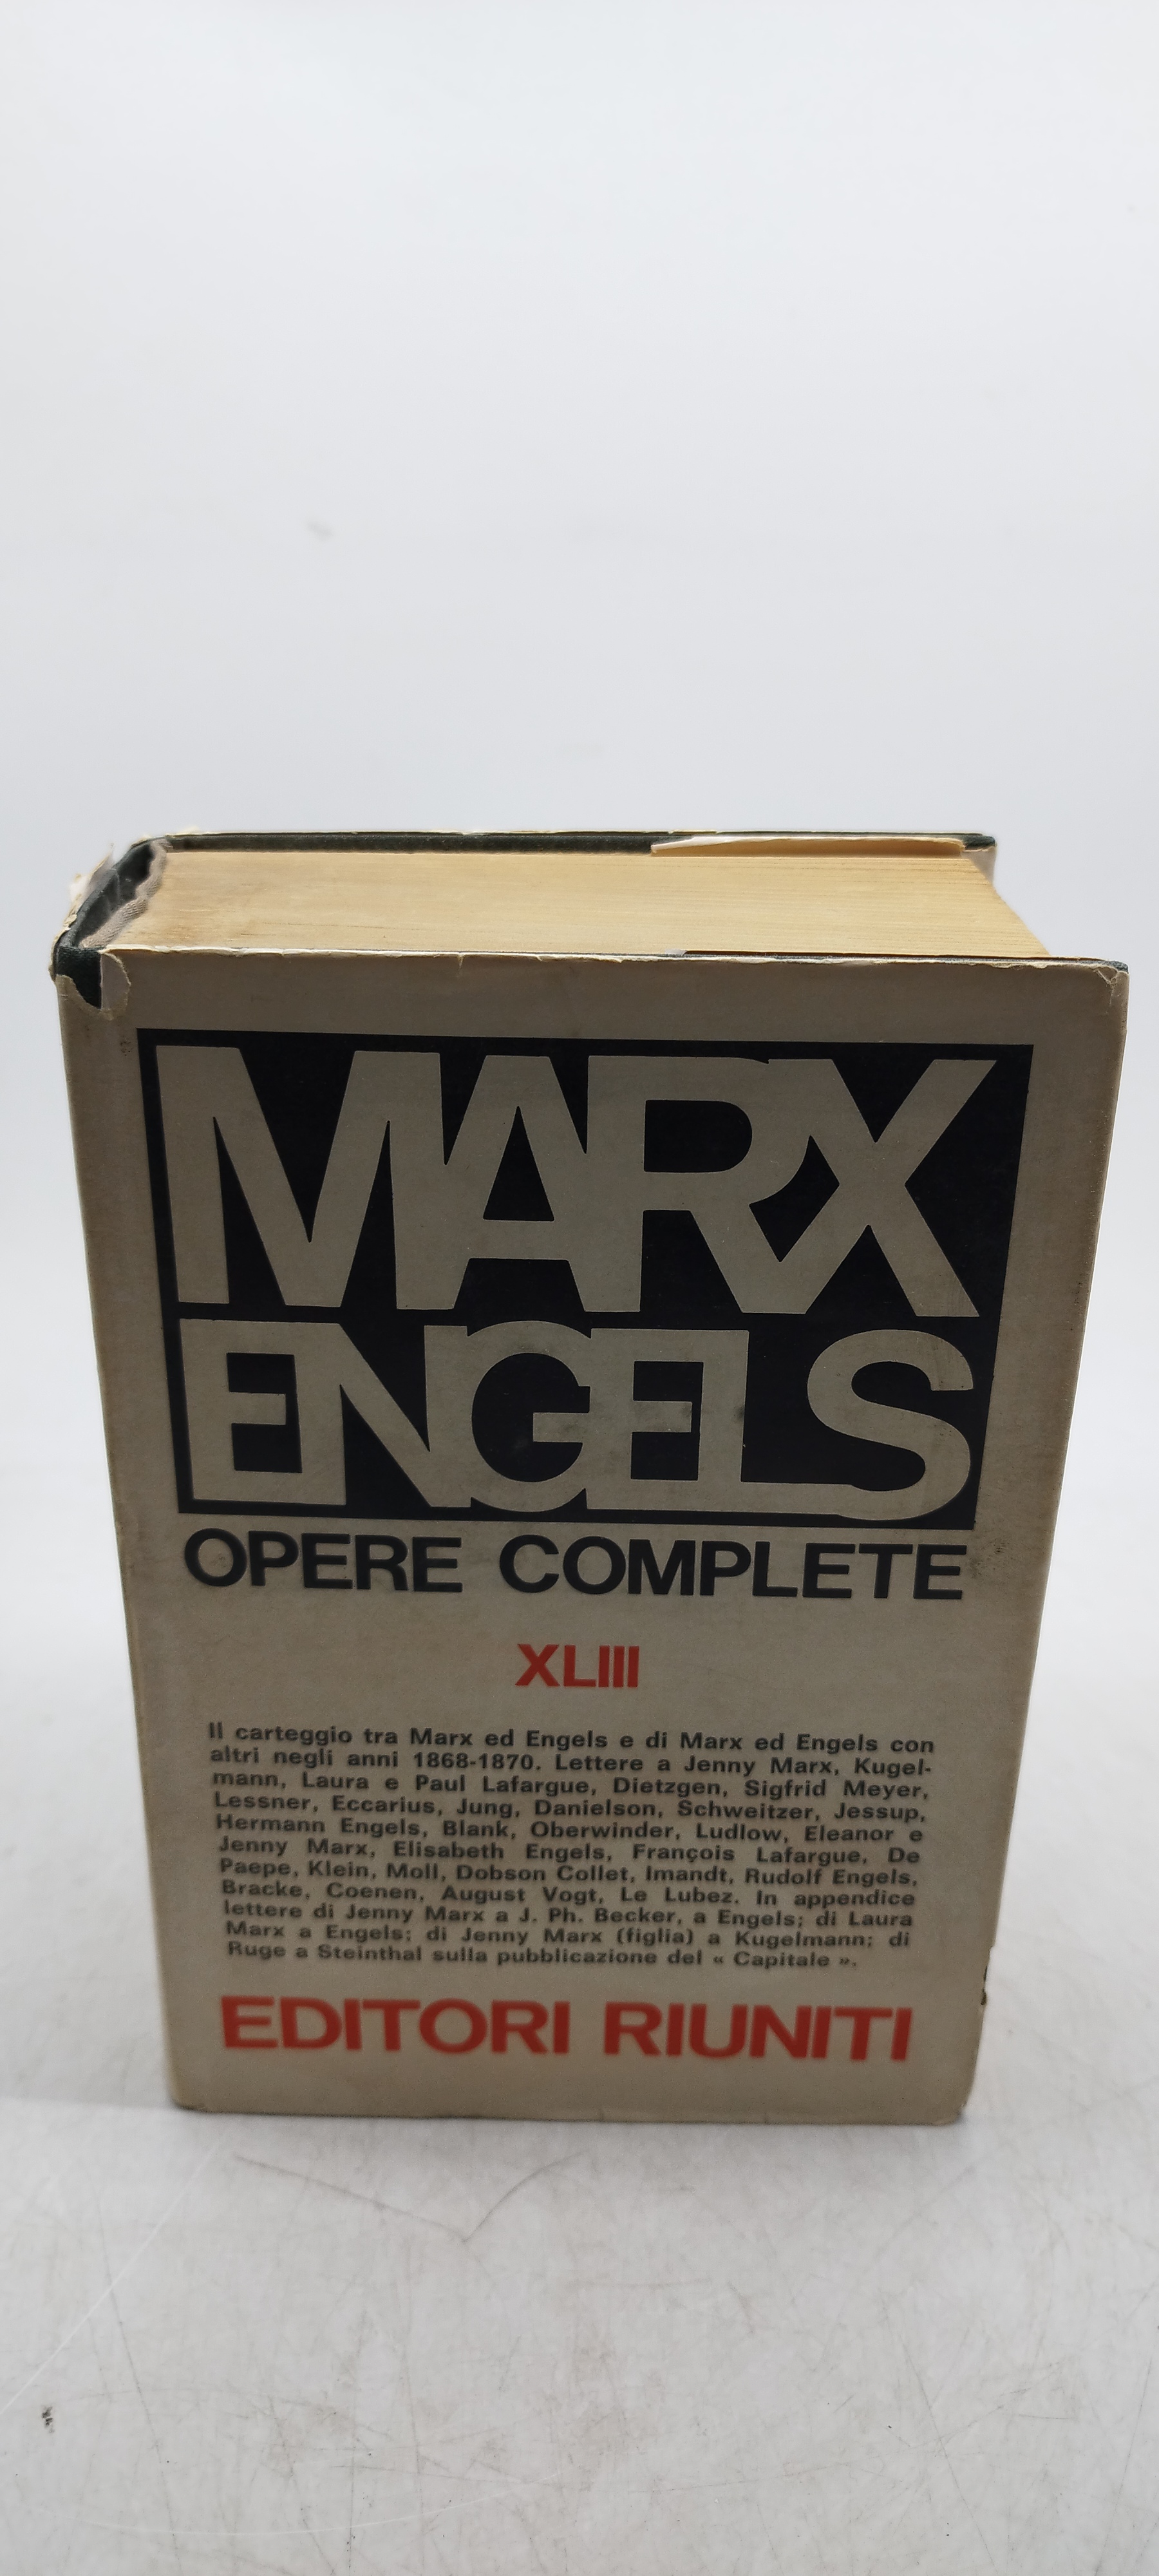 MARX
ENGELS
OPERE COMPLETE
XLIII
Il carteggio tra Marx ed Engels e di Marx ed Engels con
altri negli anni 1868-1870. Lettere a Jenny Marx, Kugel-
mann, Laura e Paul Lafargue, Dietzgen, Sigfrid Meyer,
Lessner, Eccarius, Jung, Danielson, Schweitzer, Jessup,
Hermann Engels, Blank, Oberwinder, Ludlow, Eleanor e
Jenny Marx, Elisabeth Engels, François Lafargue, De
Paepe, Klein, Moll, Dobson Collet, Imandt, Rudolf Engels,
Bracke, Coenen, August Vogt, Le Lubez. In appendice
lettere di Jenny Marx a J. Ph. Becker, a Engels; di Laura
Marx a Engels; di Jenny Marx (figlia) a Kugelmann; di
Ruge a Steinthal sulla pubblicazione del « Capitale ».
EDITORI RIUNITI